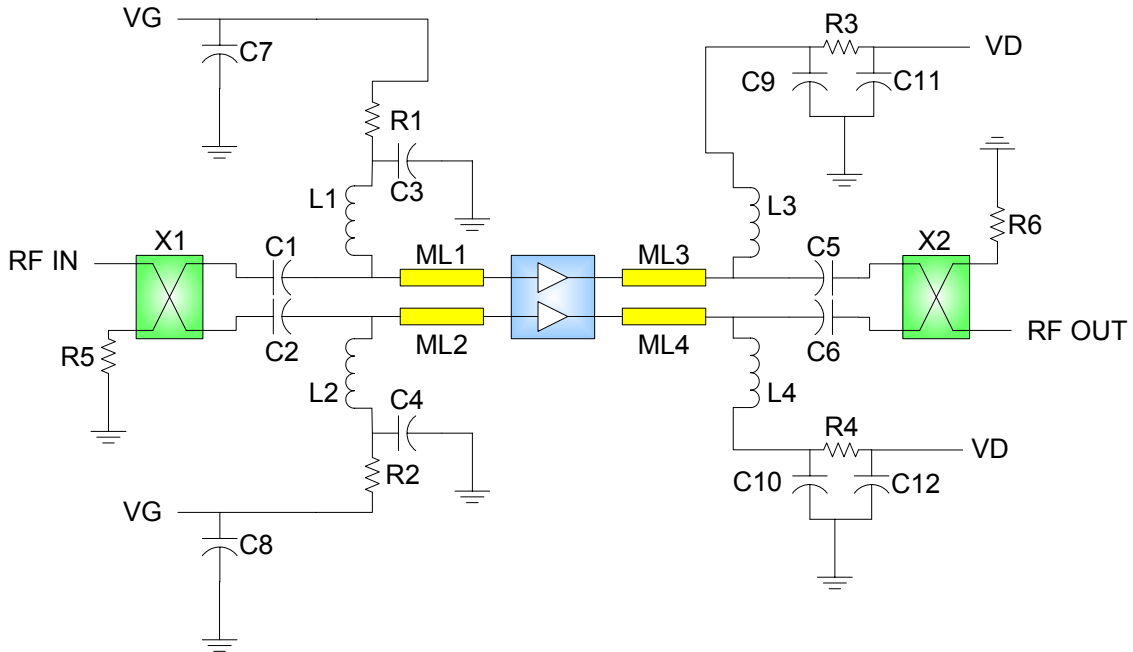 VG
C7
R1
C3
L1
R3
VD
C9
C11
L3
R6
RF IN
X1
C1
ML1
ML3
C5
X2
R5
C2
ML2
ML4
C6
RF OUT
L2
C4
R2
L4
R4
VD
C10
C12
VG
C8